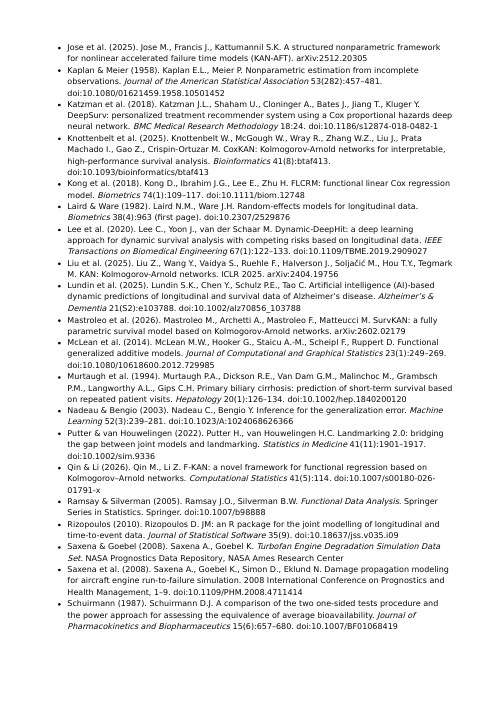 • Jose et al. (2025). Jose M., Francis J., Kattumannil S.K. A structured nonparametric framework
for nonlinear accelerated failure time models (KAN-AFT). arXiv:2512.20305
• Kaplan & Meier (1958). Kaplan E.L., Meier P. Nonparametric estimation from incomplete
observations. Journal of the American Statistical Association 53(282):457–481.
doi:10.1080/01621459.1958.10501452
• Katzman et al. (2018). Katzman J.L., Shaham U., Cloninger A., Bates J., Jiang T., Kluger Y.
DeepSurv: personalized treatment recommender system using a Cox proportional hazards deep
neural network. BMC Medical Research Methodology 18:24. doi:10.1186/s12874-018-0482-1
• Knottenbelt et al. (2025). Knottenbelt W., McGough W., Wray R., Zhang W.Z., Liu J., Prata
Machado I., Gao Z., Crispin-Ortuzar M. CoxKAN: Kolmogorov-Arnold networks for interpretable,
high-performance survival analysis. Bioinformatics 41(8):btaf413.
doi:10.1093/bioinformatics/btaf413
• Kong et al. (2018). Kong D., Ibrahim J.G., Lee E., Zhu H. FLCRM: functional linear Cox regression
model. Biometrics 74(1):109–117. doi:10.1111/biom.12748
• Laird & Ware (1982). Laird N.M., Ware J.H. Random-effects models for longitudinal data.
Biometrics 38(4):963 (first page). doi:10.2307/2529876
• Lee et al. (2020). Lee C., Yoon J., van der Schaar M. Dynamic-DeepHit: a deep learning
approach for dynamic survival analysis with competing risks based on longitudinal data. IEEE
Transactions on Biomedical Engineering 67(1):122–133. doi:10.1109/TBME.2019.2909027
• Liu et al. (2025). Liu Z., Wang Y., Vaidya S., Ruehle F., Halverson J., Soljačić M., Hou T.Y., Tegmark
M. KAN: Kolmogorov-Arnold networks. ICLR 2025. arXiv:2404.19756
• Lundin et al. (2025). Lundin S.K., Chen Y., Schulz P.E., Tao C. Artificial intelligence (AI)-based
dynamic predictions of longitudinal and survival data of Alzheimer’s disease. Alzheimer’s &
Dementia 21(S2):e103788. doi:10.1002/alz70856_103788
• Mastroleo et al. (2026). Mastroleo M., Archetti A., Mastroleo F., Matteucci M. SurvKAN: a fully
parametric survival model based on Kolmogorov-Arnold networks. arXiv:2602.02179
• McLean et al. (2014). McLean M.W., Hooker G., Staicu A.-M., Scheipl F., Ruppert D. Functional
generalized additive models. Journal of Computational and Graphical Statistics 23(1):249–269.
doi:10.1080/10618600.2012.729985
• Murtaugh et al. (1994). Murtaugh P.A., Dickson E.R., Van Dam G.M., Malinchoc M., Grambsch
P.M., Langworthy A.L., Gips C.H. Primary biliary cirrhosis: prediction of short-term survival based
on repeated patient visits. Hepatology 20(1):126–134. doi:10.1002/hep.1840200120
• Nadeau & Bengio (2003). Nadeau C., Bengio Y. Inference for the generalization error. Machine
Learning 52(3):239–281. doi:10.1023/A:1024068626366
• Putter & van Houwelingen (2022). Putter H., van Houwelingen H.C. Landmarking 2.0: bridging
the gap between joint models and landmarking. Statistics in Medicine 41(11):1901–1917.
doi:10.1002/sim.9336
• Qin & Li (2026). Qin M., Li Z. F-KAN: a novel framework for functional regression based on
Kolmogorov–Arnold networks. Computational Statistics 41(5):114. doi:10.1007/s00180-026-
01791-x
• Ramsay & Silverman (2005). Ramsay J.O., Silverman B.W. Functional Data Analysis. Springer
Series in Statistics. Springer. doi:10.1007/b98888
• Rizopoulos (2010). Rizopoulos D. JM: an R package for the joint modelling of longitudinal and
time-to-event data. Journal of Statistical Software 35(9). doi:10.18637/jss.v035.i09
• Saxena & Goebel (2008). Saxena A., Goebel K. Turbofan Engine Degradation Simulation Data
Set. NASA Prognostics Data Repository, NASA Ames Research Center
• Saxena et al. (2008). Saxena A., Goebel K., Simon D., Eklund N. Damage propagation modeling
for aircraft engine run-to-failure simulation. 2008 International Conference on Prognostics and
Health Management, 1–9. doi:10.1109/PHM.2008.4711414
• Schuirmann (1987). Schuirmann D.J. A comparison of the two one-sided tests procedure and
the power approach for assessing the equivalence of average bioavailability. Journal of
Pharmacokinetics and Biopharmaceutics 15(6):657–680. doi:10.1007/BF01068419